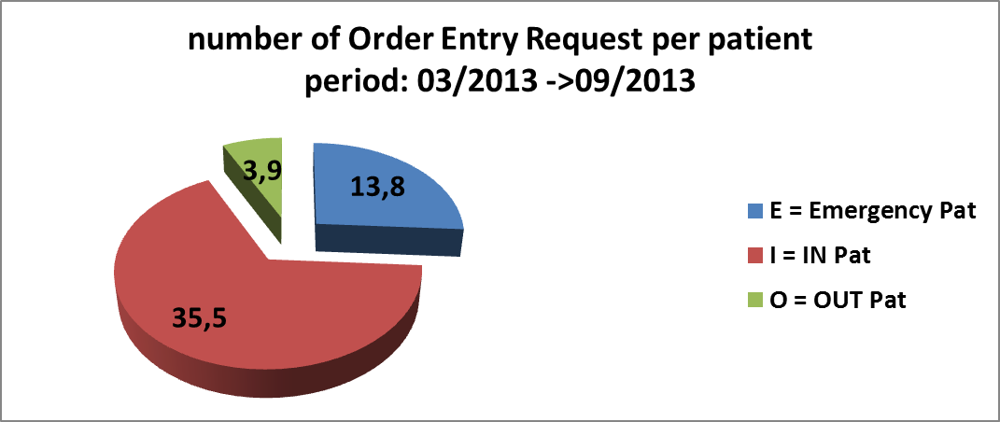 number of Order Entry Request per patient
period: 03/2013 ->09/2013
3,9
13,8
35,5
E = Emergency Pat
I = IN Pat
O = OUT Pat